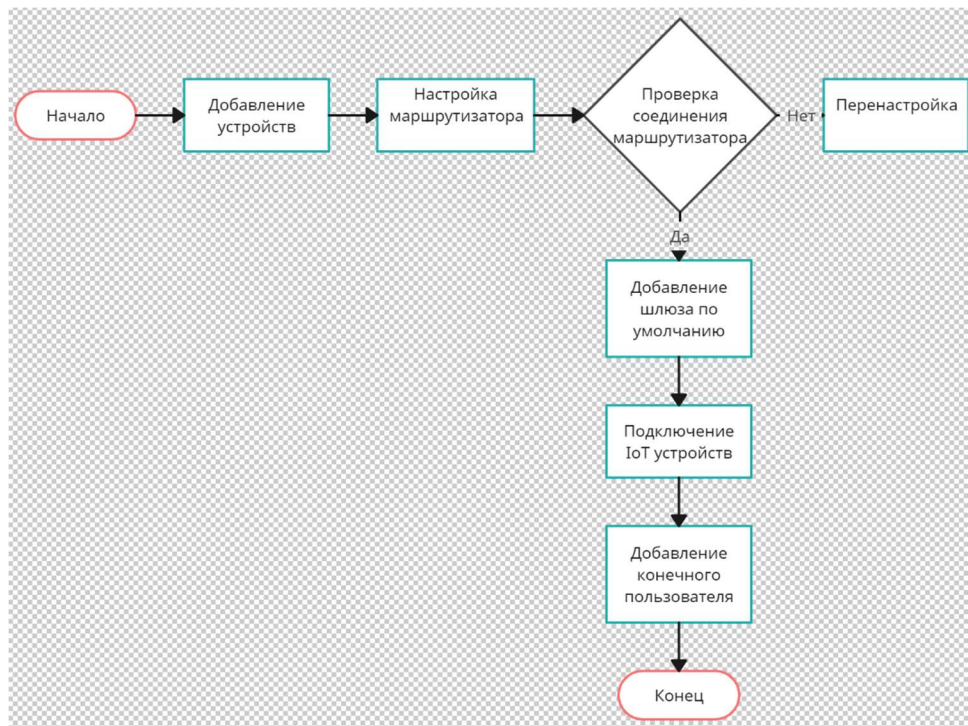 Начало
Добавление
устройств
Настройка
маршрутизатора
Проверка
соединения
маршрутизатора
Нет
Перенастройка
Да
Добавление
шлюза по
умолчанию
Подключение
IoT устройств
Добавление
конечного
пользователя
Конец